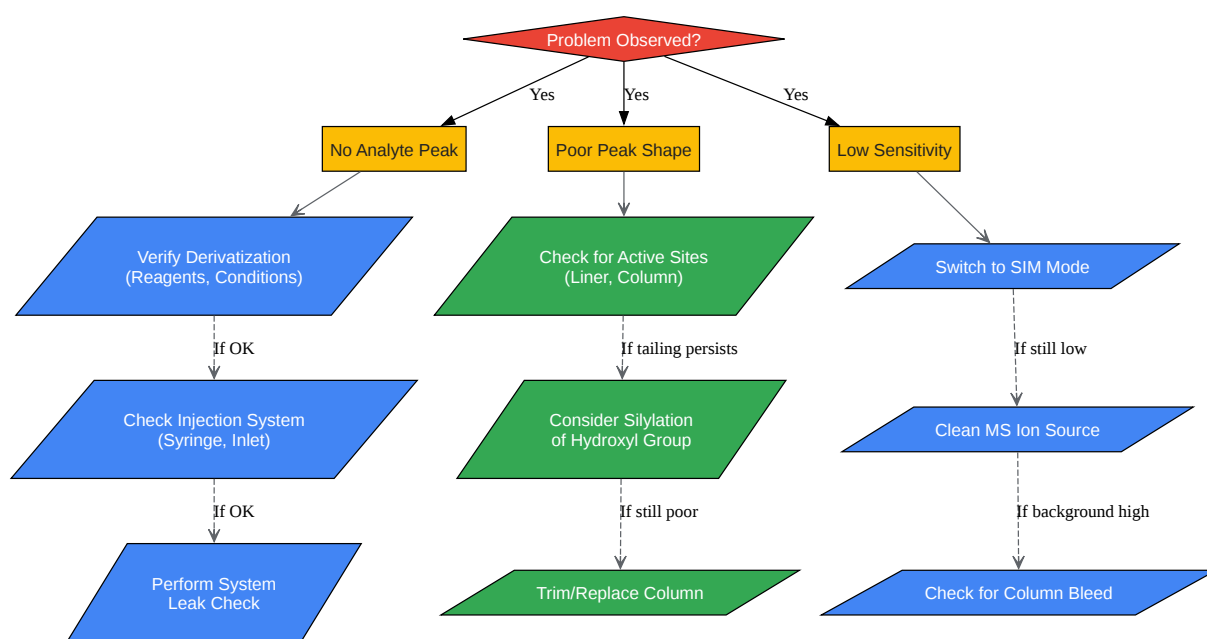 Problem Observed?
Yes
Yes
Yes
No Analyte Peak
Poor Peak Shape
Low Sensitivity
Verify Derivatization
(Reagents, Conditions)
Check for Active Sites
(Liner, Column)
Switch to SIM Mode
If OK
If tailing persists
If still low
Check Injection System
(Syringe, Inlet)
Consider Silylation
of Hydroxyl Group
Clean MS Ion Source
If OK
If still poor
If background high
Perform System
Leak Check
Trim/Replace Column
Check for Column Bleed